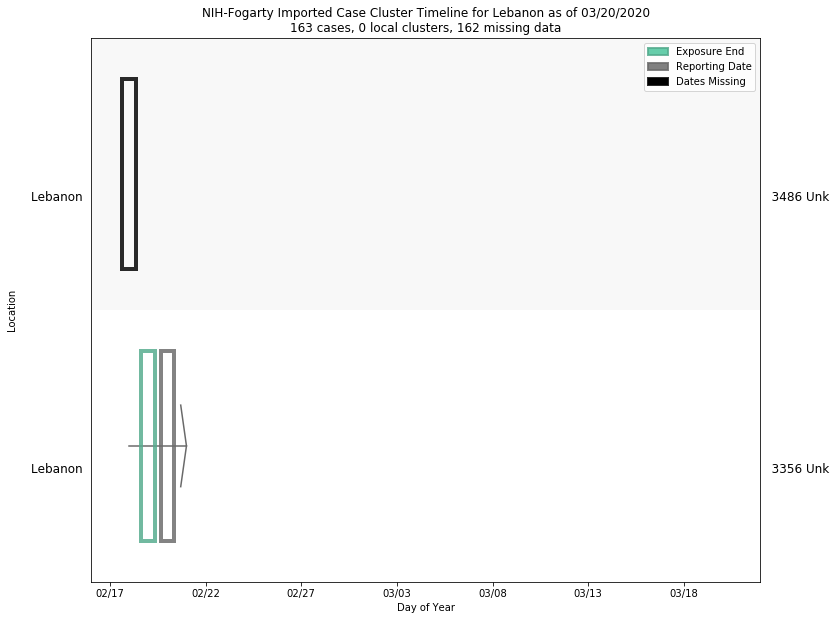 NIH-Fogarty Imported Case Cluster Timeline for Lebanon as of 03/20/2020
163 cases, 0 local clusters, 162 missing data
Exposure End
Reporting Date
Dates Missing
Lebanon
3486 Unk
Location
Lebanon
3356 Unk
02/17
02/22
02/27
03/03
03/08
03/13
03/18
Day of Year